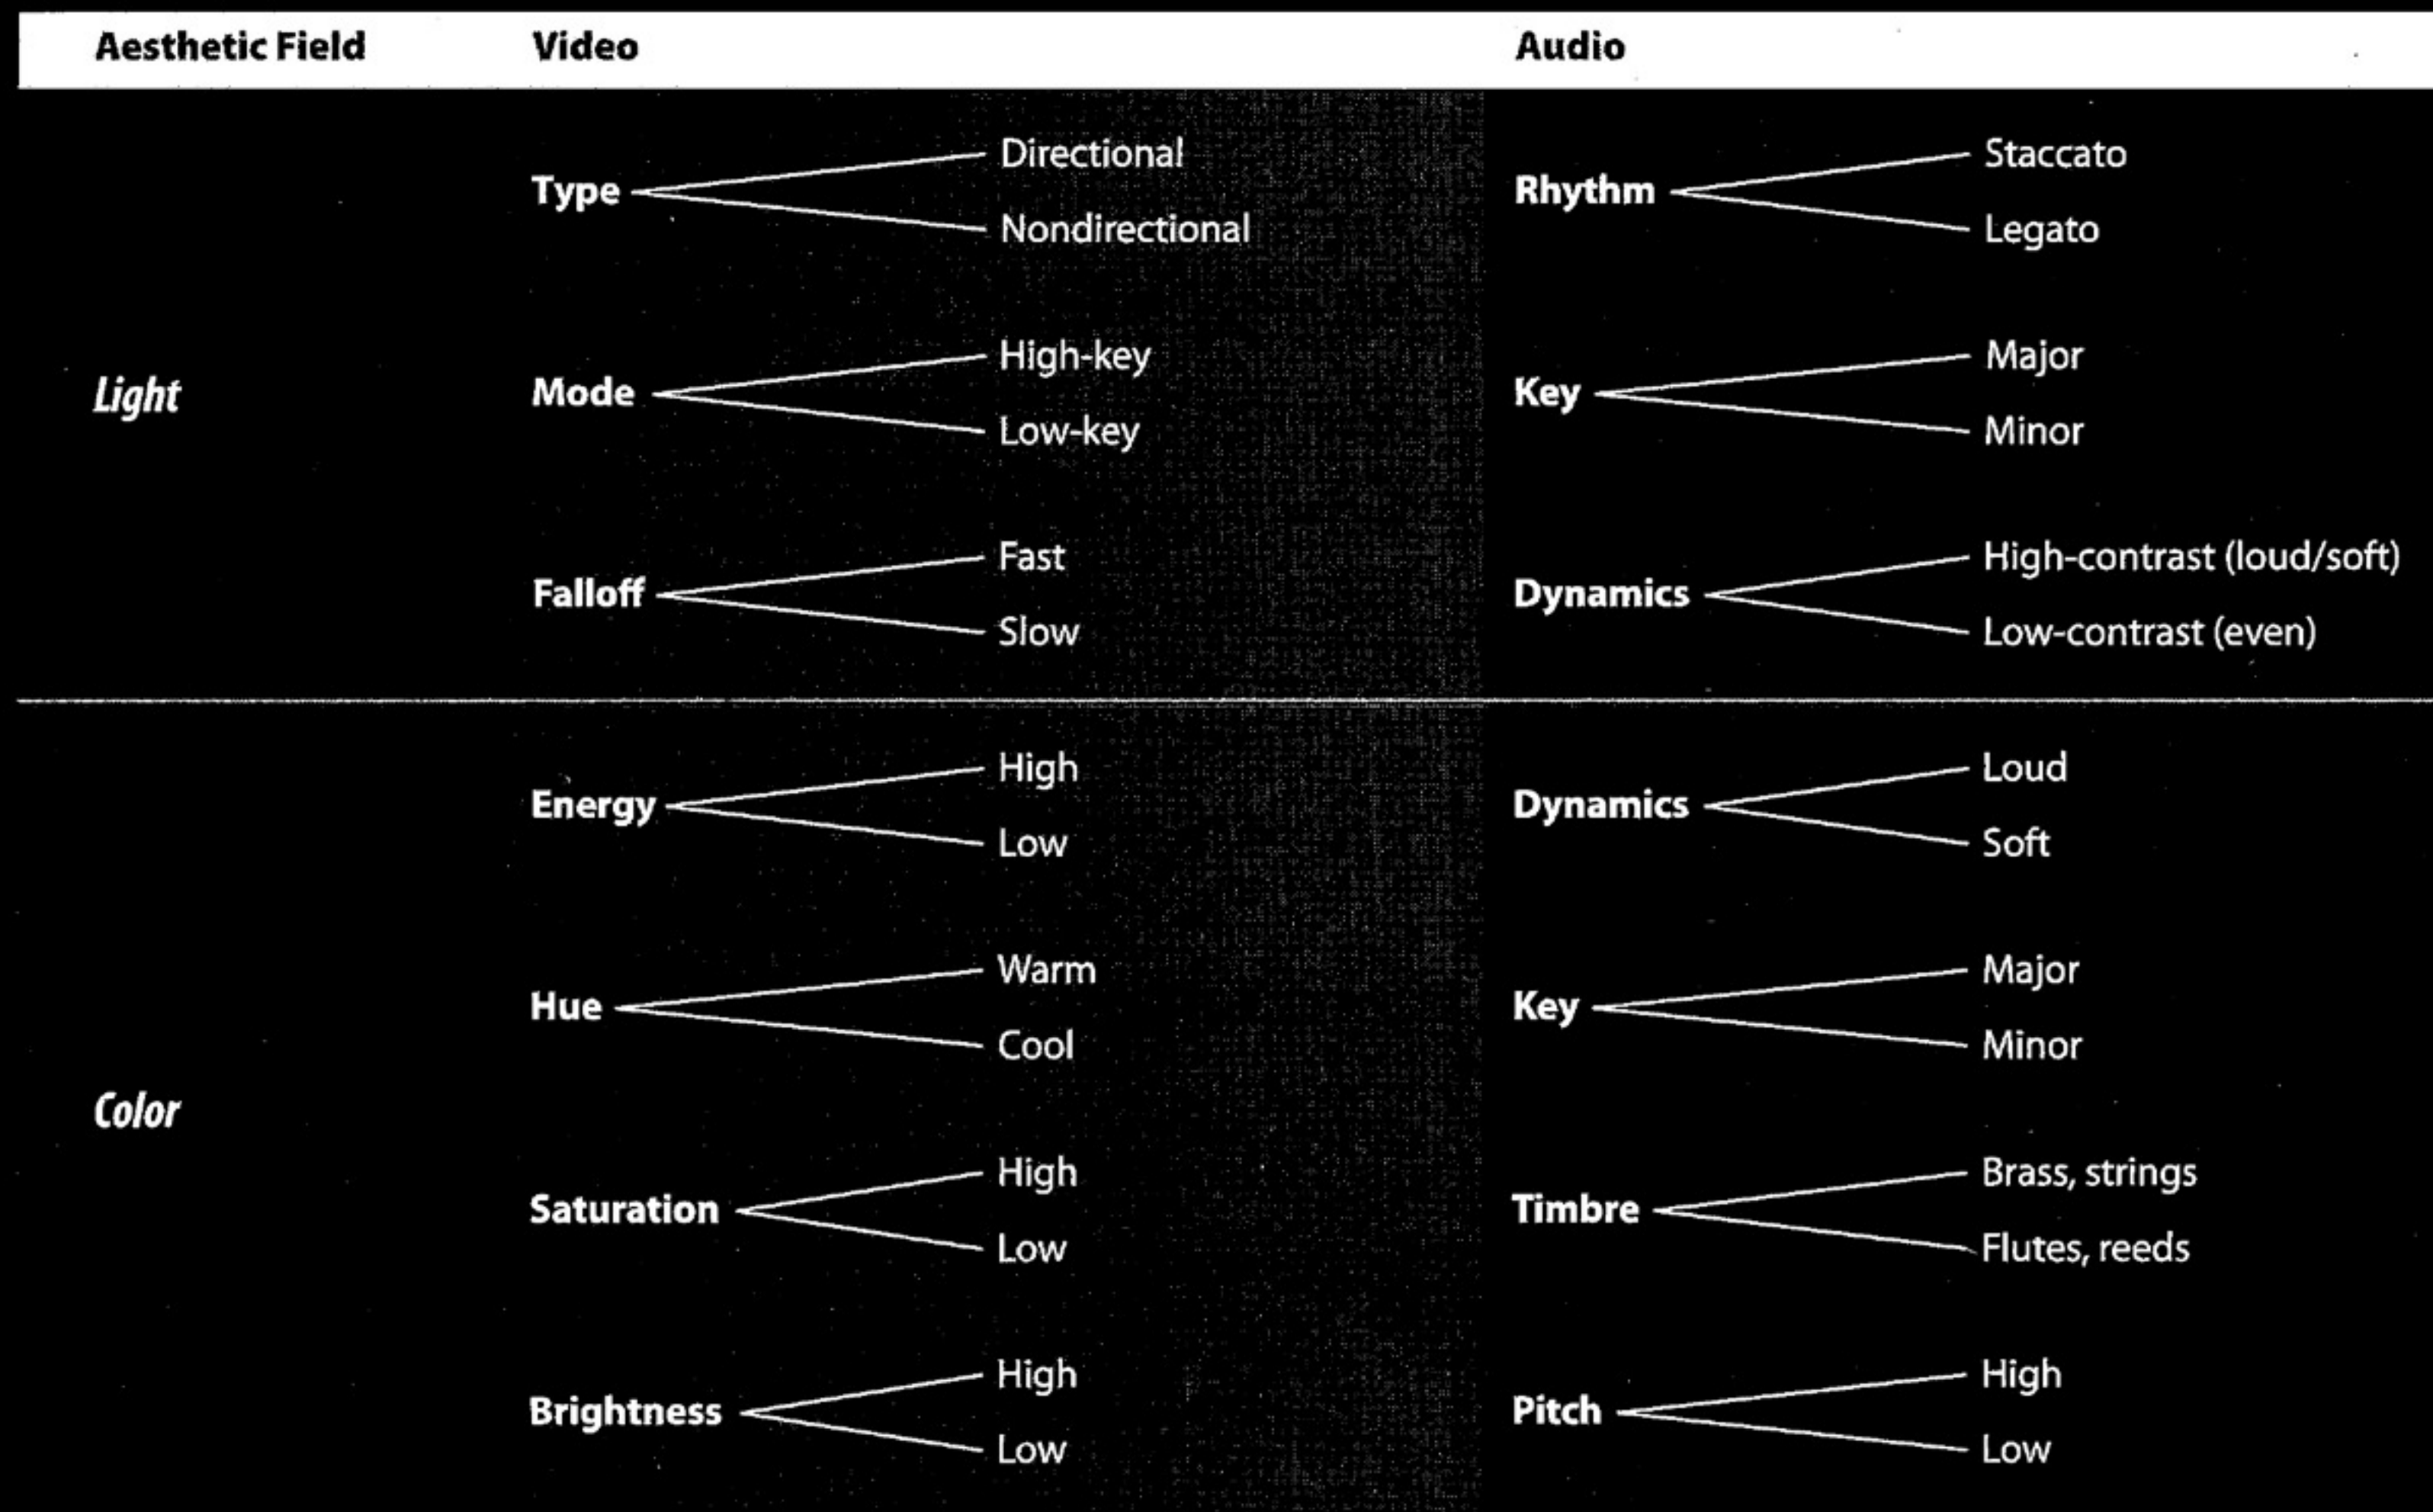 Aesthetic Field Video Audio
Directional Staccato
Type Rhythm
Nondirectional Legato
High-key Major
Light Mode Key
Low-key Minor
Fast High-contrast (loud/soft)
Falloff Dynamics
Slow Low-contrast (even)
High Loud
Energy Dynamics
Low Soft
Warm Major
Hue Key
Cool Minor
Color
High Brass, strings
Saturation Timbre
Low Flutes, reeds
High High
Brightness Pitch
Low Low